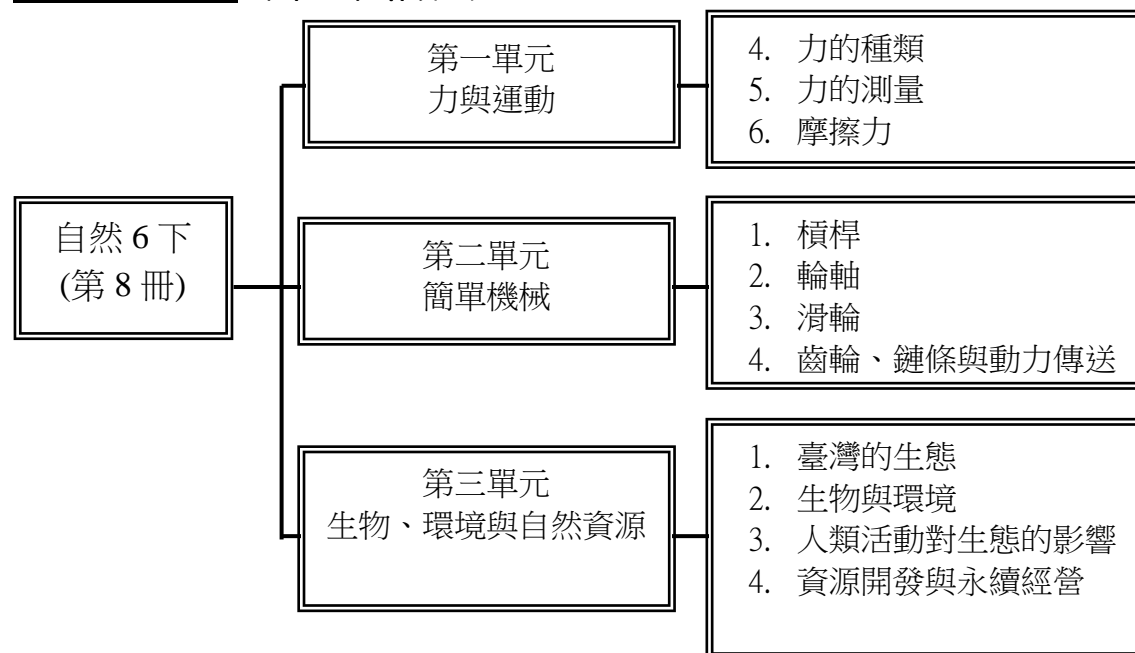 自然 6 下
(第 8 冊)
第一單元
力與運動
4. 力的種類
5. 力的測量
6. 摩擦力
第二單元
簡單機械
1. 槓桿
2. 輪軸
3. 滑輪
4. 齒輪、鏈條與動力傳送
第三單元
生物、環境與自然資源
1. 臺灣的生態
2. 生物與環境
3. 人類活動對生態的影響
4. 資源開發與永續經營